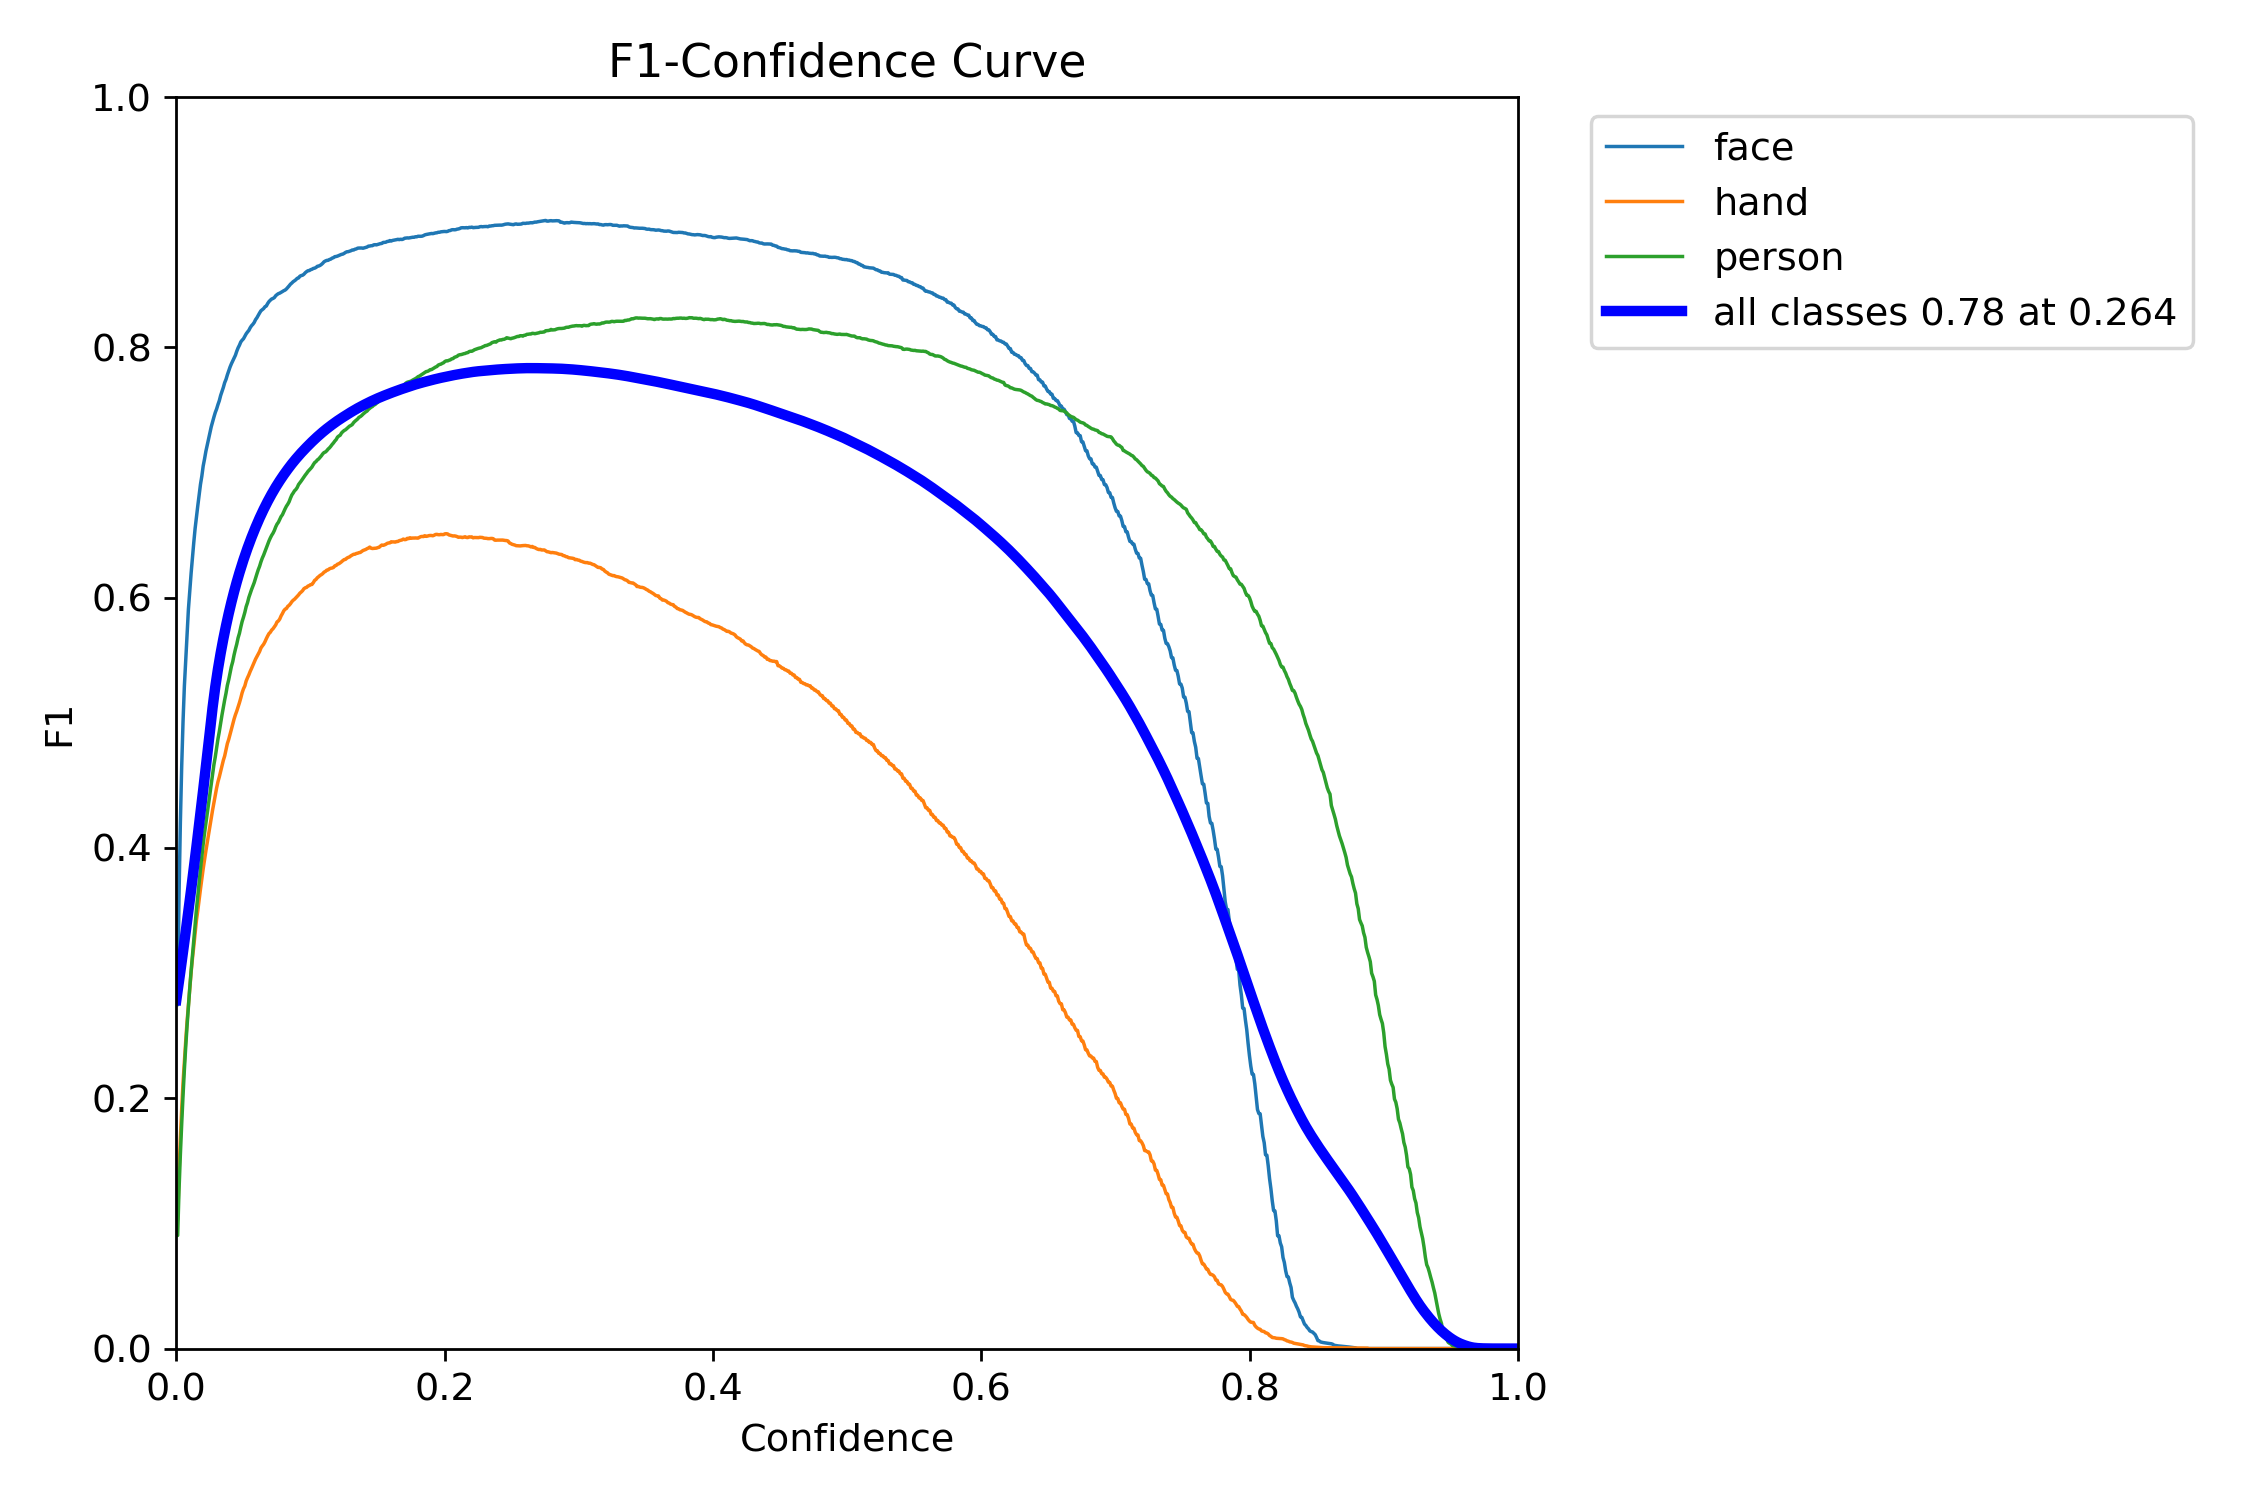 F1-Confidence Curve
1.0
0.8
0.6
0.4
0.2
0.0
F1
0.0 0.2 0.4 0.6 0.8 1.0
Confidence
face
hand
person
all classes 0.78 at 0.264